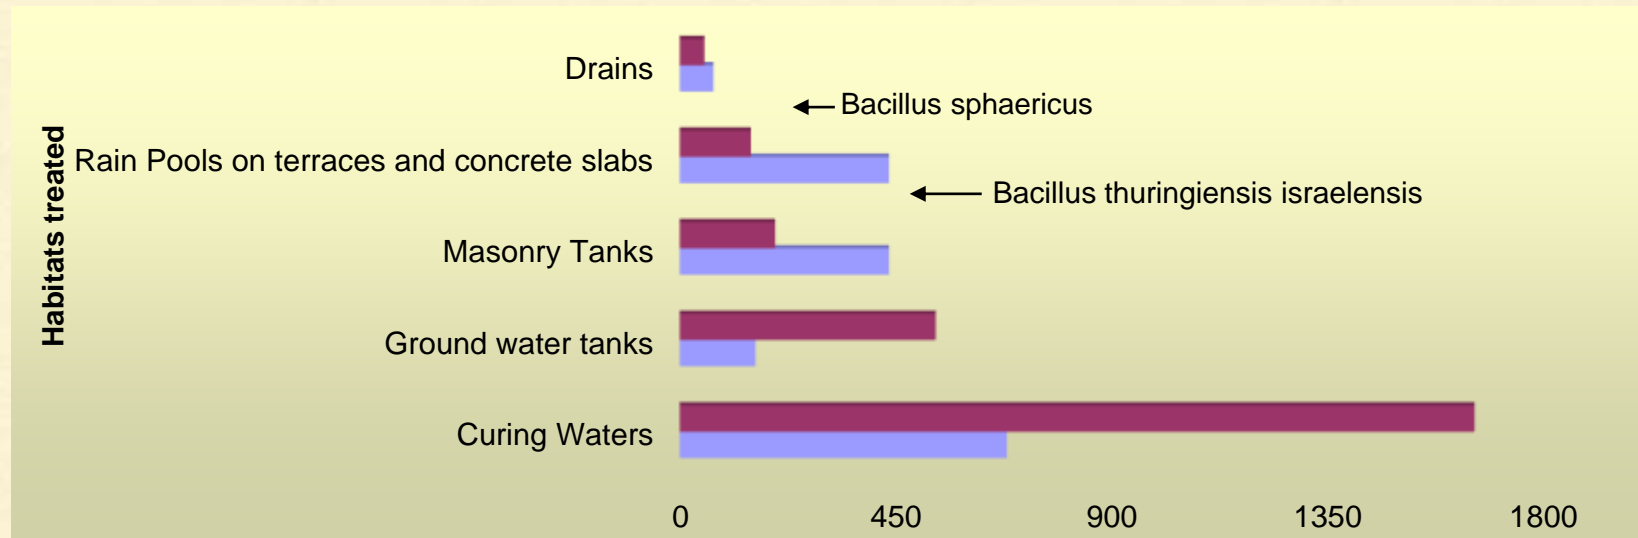 Habitats treated
Drains
Bacillus sphaericus
Rain Pools on terraces and concrete slabs
Bacillus thuringiensis israelensis
Masonry Tanks
Ground water tanks
Curing Waters
0 450 900 1350 1800